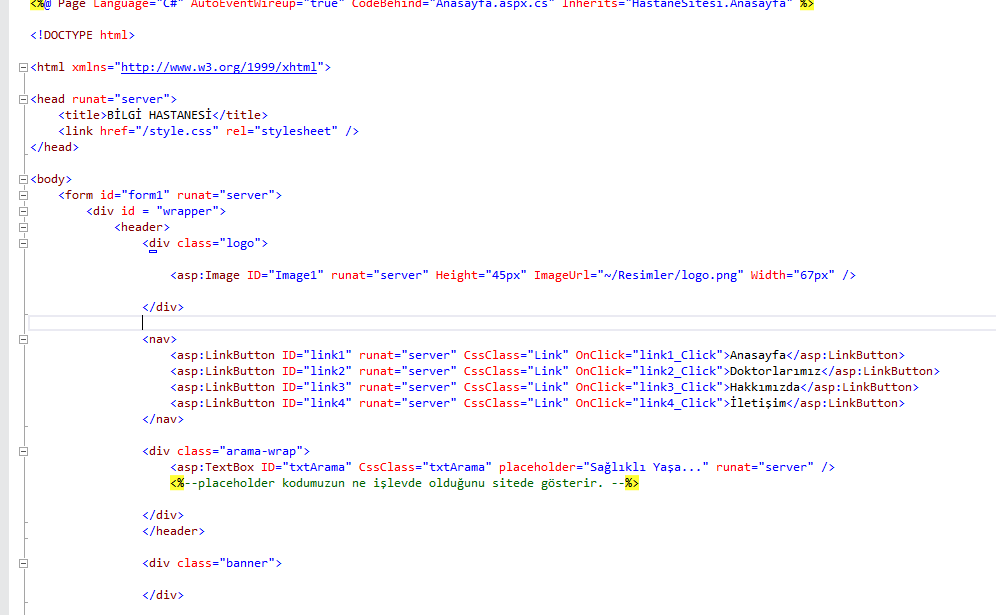 <%@ Page Language="C#" AutoEventWireup="true" CodeBehind="Anasayfa.aspx.cs" Inherits="HastaneSitesi.Anasayfa" %>
<!DOCTYPE html>
<html xmlns="http://www.w3.org/1999/xhtml">
<head runat="server">
<title>BİLGİ HASTANESİ</title>
<link href="/style.css" rel="stylesheet" />
</head>
<body>
<form id="form1" runat="server">
<div id = "wrapper">
<header>
<div class="logo">
<asp:Image ID="Image1" runat="server" Height="45px" ImageUrl="~/Resimler/logo.png" Width="67px" />
</div>
<nav>
<asp:LinkButton ID="link1" runat="server" CssClass="Link" OnClick="link1_Click">Anasayfa</asp:LinkButton>
<asp:LinkButton ID="link2" runat="server" CssClass="Link" OnClick="link2_Click">Doktorlarımız</asp:LinkButton>
<asp:LinkButton ID="link3" runat="server" CssClass="Link" OnClick="link3_Click">Hakkımızda</asp:LinkButton>
<asp:LinkButton ID="link4" runat="server" CssClass="Link" OnClick="link4_Click">İletişim</asp:LinkButton>
</nav>
<div class="arama-wrap">
<asp:TextBox ID="txtArama" CssClass="txtArama" placeholder="Sağlıklı Yaşa..." runat="server" />
<%--placeholder kodumuzun ne işlevde olduğunu sitede gösterir. --%>
</div>
</header>
<div class="banner">
</div>